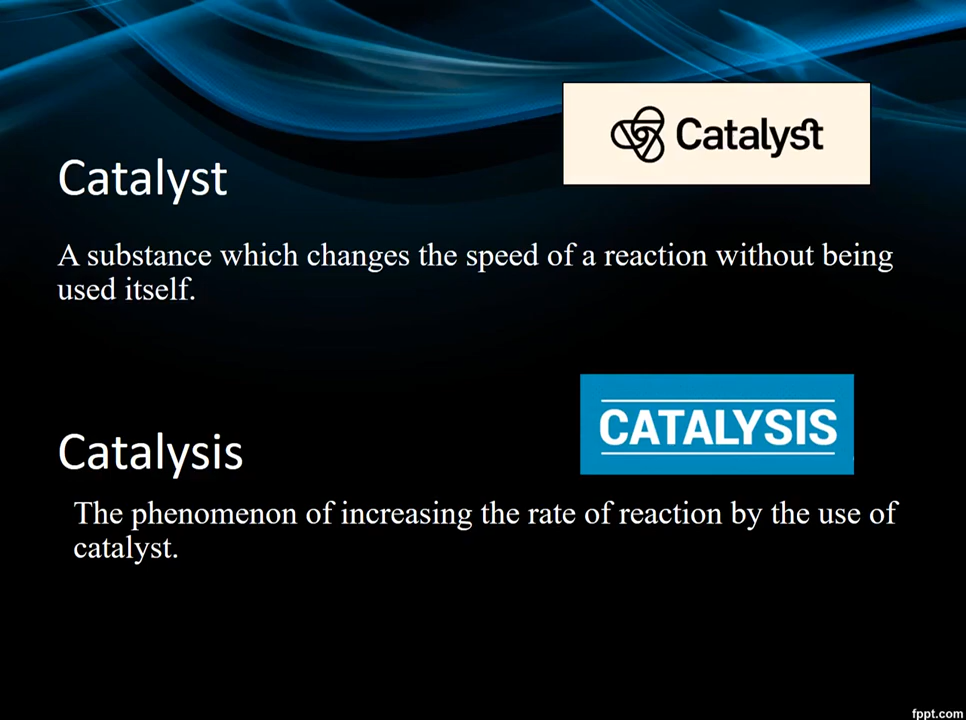 Catalyst
Catalyst
A substance which changes the speed of a reaction without being
used itself.
CATALYSIS
Catalysis
The phenomenon of increasing the rate of reaction by the use of
catalyst.
fppt.com